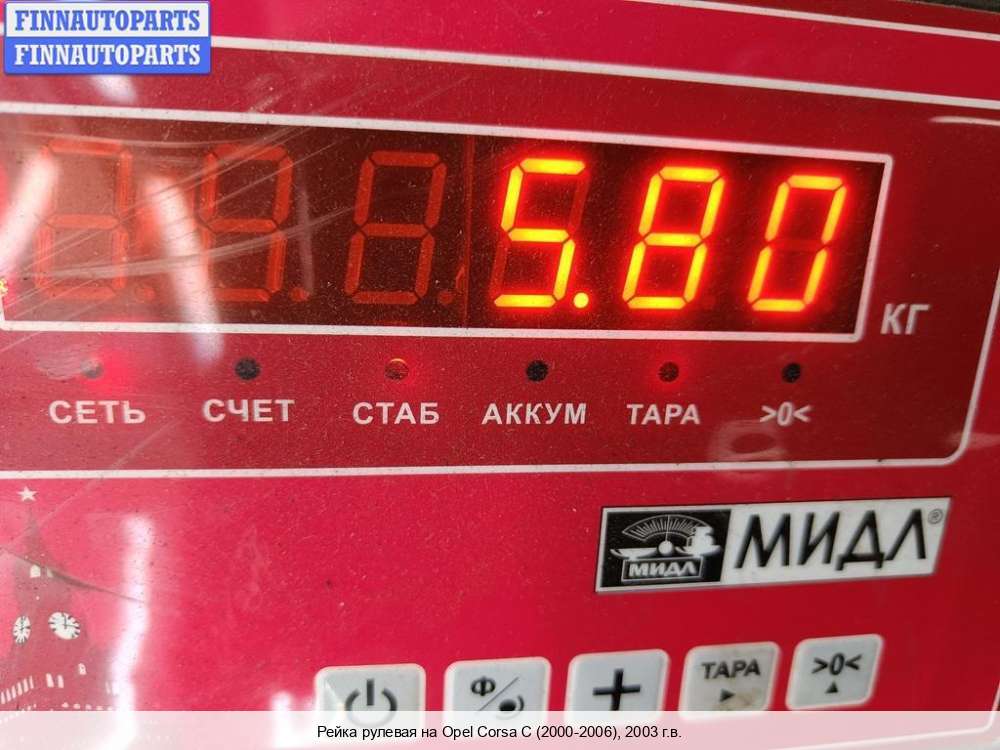 FINNAUTOPARTS
FINNAUTOPARTS
5.80
КГ
СЕТЬ СЧЕТ СТАБ АККУМ ТАРА >0<
МИДЛ МИДЛ®
Ф ТАРА >0<
Рейка рулевая на Opel Corsa C (2000-2006), 2003 г.в.